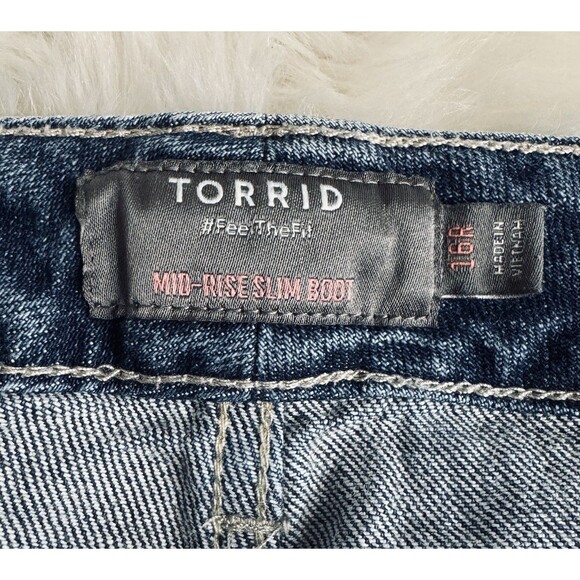 TORRID
#FeelTheFit
MID-RISE SLIM BOOT
16R
MADE IN
VIETNAM